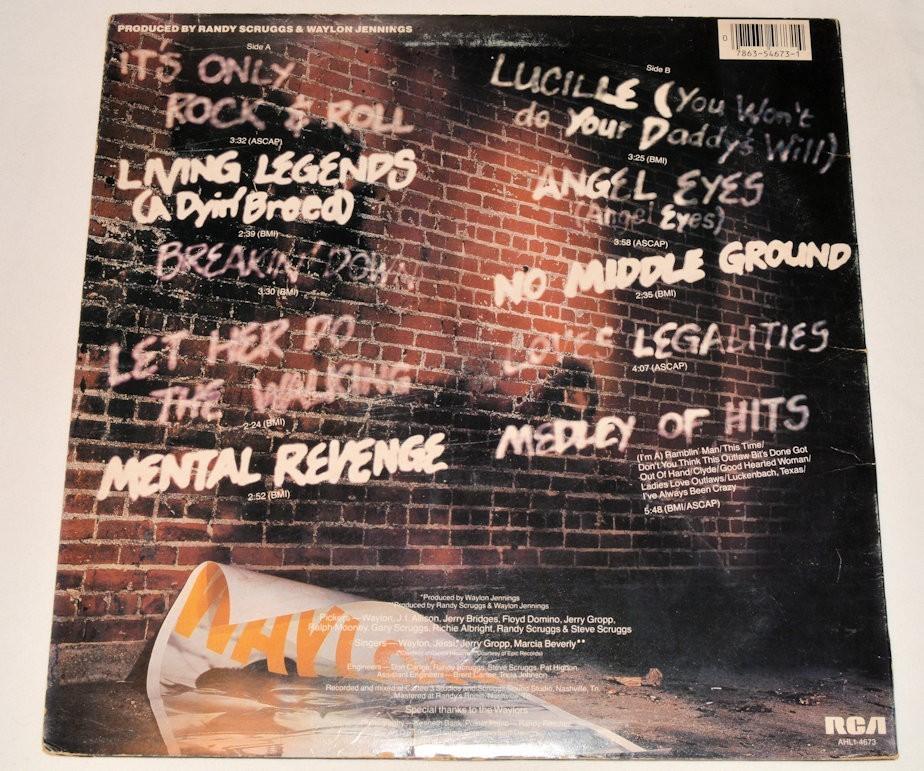 PRODUCED BY RANDY SCRUGGS & WAYLON JENNINGS
0
7863-54673-1
Side A
IT'S ONLY
ROCK & ROLL
3:32 (ASCAP)
LIVING LEGENDS
(A Dyin' Breed)
2:39 (BMI)
BREAKIN' DOWN
3:30 (BMI)
LET HER DO
THE WALKING
2:24 (BMI)
MENTAL REVENGE
2:52 (BMI)
Side B
LUCILLE (You Won't
do Your Daddy's Will)
3:25 (BMI)
ANGEL EYES
(Angel Eyes)
3:58 (ASCAP)
NO MIDDLE GROUND
2:35 (BMI)
LOVES LEGALITIES
4:07 (ASCAP)
MEDLEY OF HITS
(I'm A) Ramblin' Man/This Time/
Don't You Think This Outlaw Bit's Done Got
Out Of Hand/Clyde/Good Hearted Woman/
Ladies Love Outlaws/Luckenbach, Texas/
I've Always Been Crazy
5:48 (BMI/ASCAP)
WAYLON
*Produced by Waylon Jennings
Produced by Randy Scruggs & Waylon Jennings
Pickers—Waylon, J.I. Allison, Jerry Bridges, Floyd Domino, Jerry Gropp,
Ralph Mooney, Gary Scruggs, Richie Albright, Randy Scruggs & Steve Scruggs
Singers—Waylon, Jessi, Jerry Gropp, Marcia Beverly**
Engineers—Don Cartee, Randy Scruggs, Steve Scruggs, Pat Higdon
Assistant Engineers—Brent Cartee, Tricia Johnson
Recorded and mixed at Cartee 3 Studios and Scruggs Sound Studio, Nashville, Tn.
Mastered at Randy's Roost, Nashville, Tn.
Special thanks to the Waylors
RCA
AHL1-4673